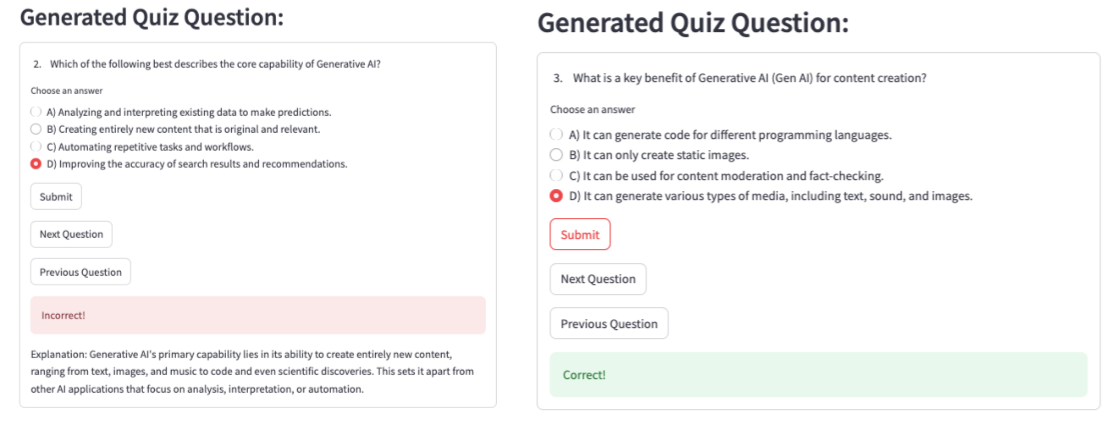 Generated Quiz Question:
2. Which of the following best describes the core capability of Generative AI?
Choose an answer
A) Analyzing and interpreting existing data to make predictions.
B) Creating entirely new content that is original and relevant.
C) Automating repetitive tasks and workflows.
D) Improving the accuracy of search results and recommendations.
Submit
Next Question
Previous Question
Incorrect!
Explanation: Generative AI's primary capability lies in its ability to create entirely new content,
ranging from text, images, and music to code and even scientific discoveries. This sets it apart from
other AI applications that focus on analysis, interpretation, or automation.
Generated Quiz Question:
3. What is a key benefit of Generative AI (Gen AI) for content creation?
Choose an answer
A) It can generate code for different programming languages.
B) It can only create static images.
C) It can be used for content moderation and fact-checking.
D) It can generate various types of media, including text, sound, and images.
Submit
Next Question
Previous Question
Correct!